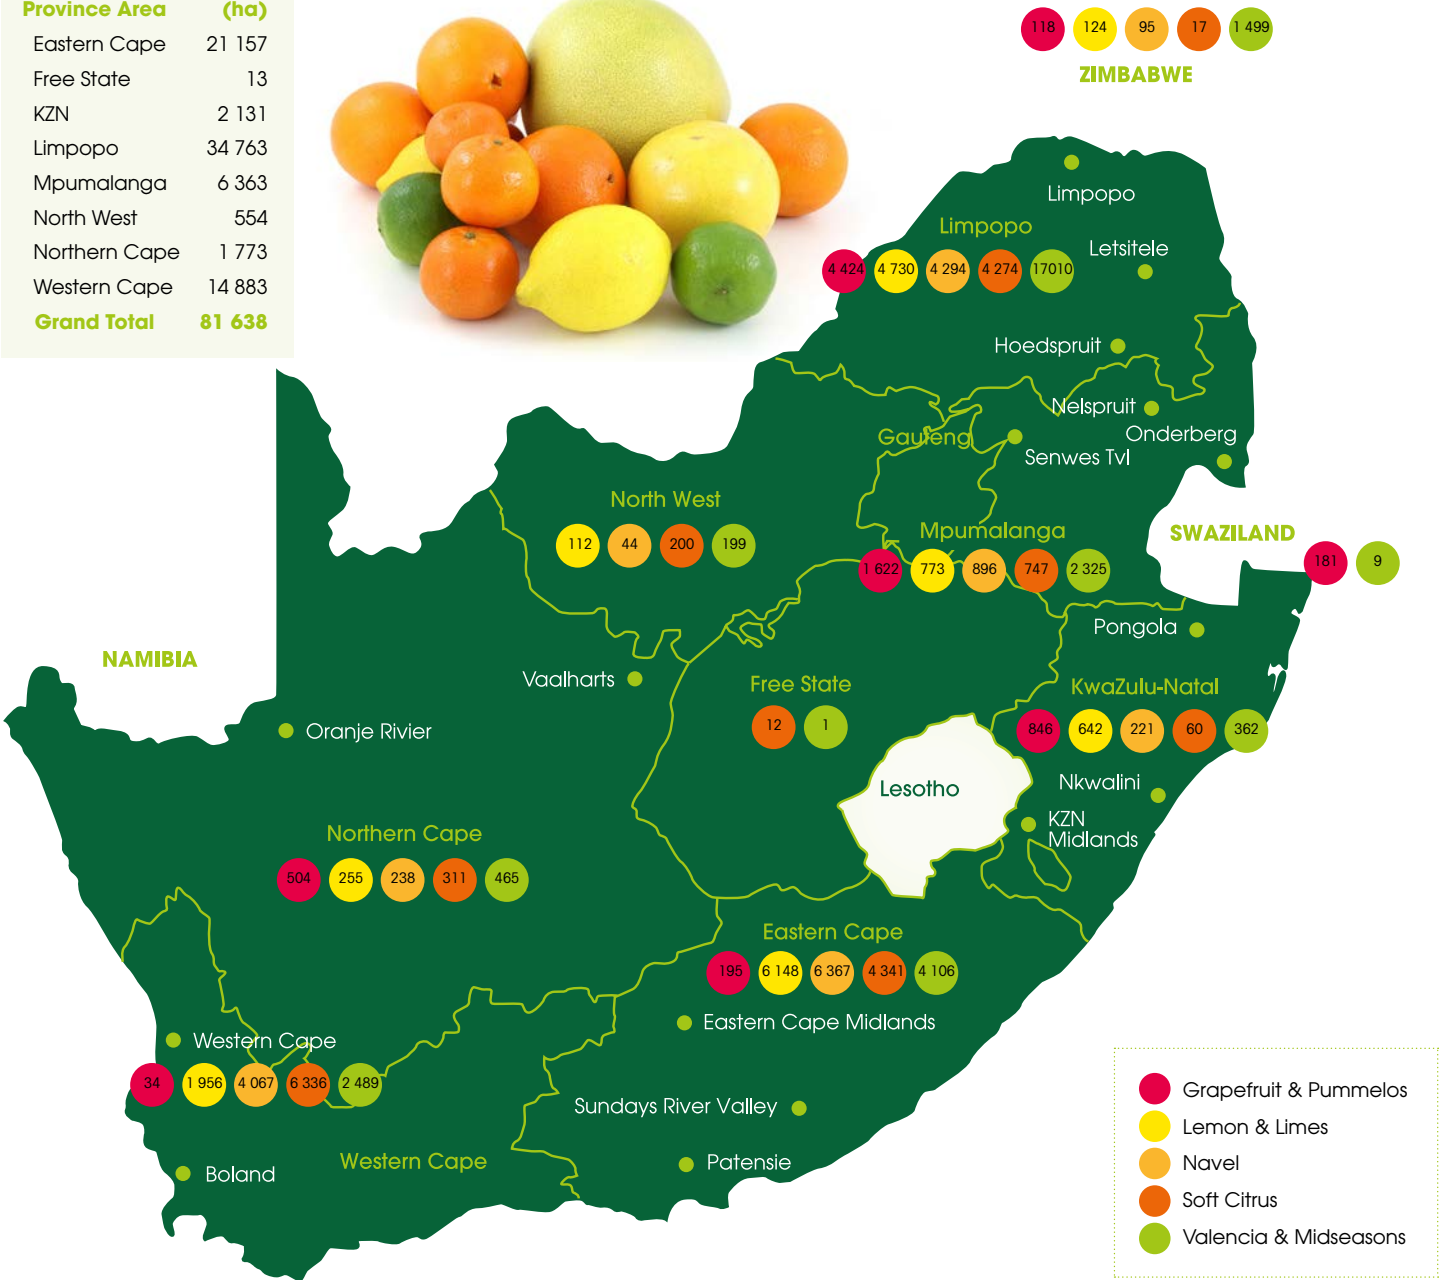 Province Area (ha)
Eastern Cape 21 157
Free State 13
KZN 2 131
Limpopo 34 763
Mpumalanga 6 363
North West 554
Northern Cape 1 773
Western Cape 14 883
Grand Total 81 638
118 124 95 17 1 499
ZIMBABWE
Limpopo
Limpopo
Letsitele
4 424 4 730 4 294 4 274 17010
Hoedspruit
Nelspruit
Gauteng
Onderberg
Senwes Tvl
North West
112 44 200 199
Mpumalanga
1 622 773 896 747 2 325
SWAZILAND
181 9
Pongola
NAMIBIA
Vaalharts
Free State
12 1
KwaZulu-Natal
846 642 221 60 362
Oranje Rivier
Lesotho
Nkwalini
KZN
Midlands
Northern Cape
504 255 238 311 465
Eastern Cape
195 6 148 6 367 4 341 4 106
Eastern Cape Midlands
Western Cape
34 1 956 4 067 6 336 2 489
Sundays River Valley
Western Cape
Patensie
Boland
Grapefruit & Pummelos
Lemon & Limes
Navel
Soft Citrus
Valencia & Midseasons